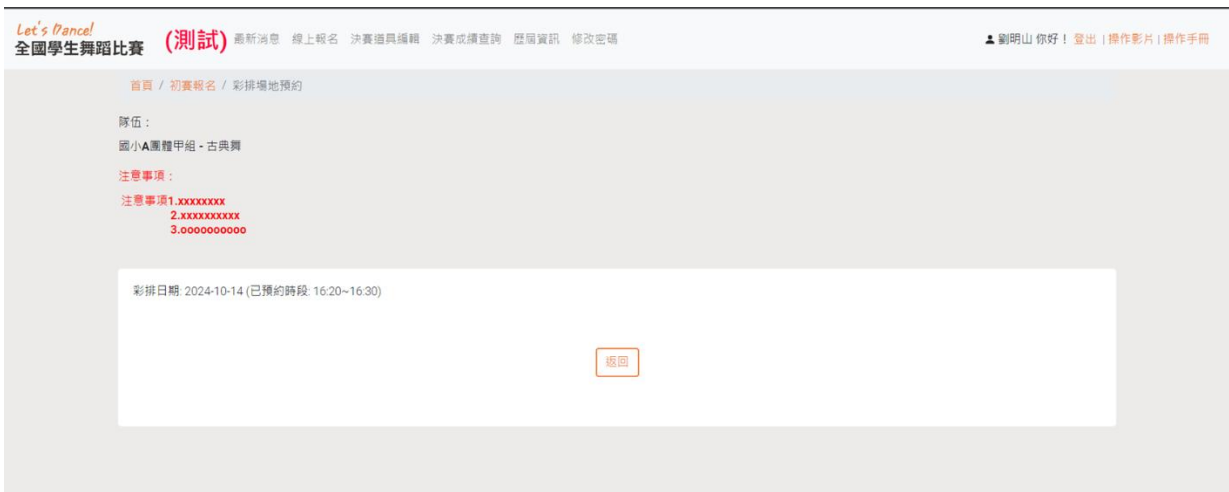 Let's Dance!
全國學生舞蹈比賽
(測試)
最新消息 線上報名 決賽道具編輯 決賽成績查詢 歷屆資訊 修改密碼
劉明山 你好！ 登出 | 操作影片 | 操作手冊
首頁 / 初賽報名 / 彩排場地預約
隊伍：
國小A團體甲組 - 古典舞
注意事項：
注意事項1.xxxxxxxx
2.xxxxxxxxxx
3.oooooooooo
彩排日期: 2024-10-14 (已預約時段: 16:20~16:30)
返回